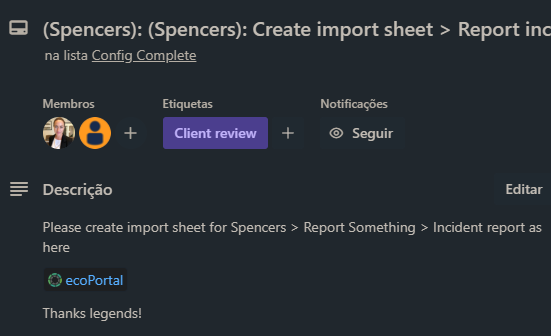 (Spencers): (Spencers): Create import sheet > Report inc
na lista Config Complete
Membros
Etiquetas
Notificações
Client review
Seguir
Descrição
Editar
Please create import sheet for Spencers > Report Something > Incident report as
here
ecoPortal
Thanks legends!